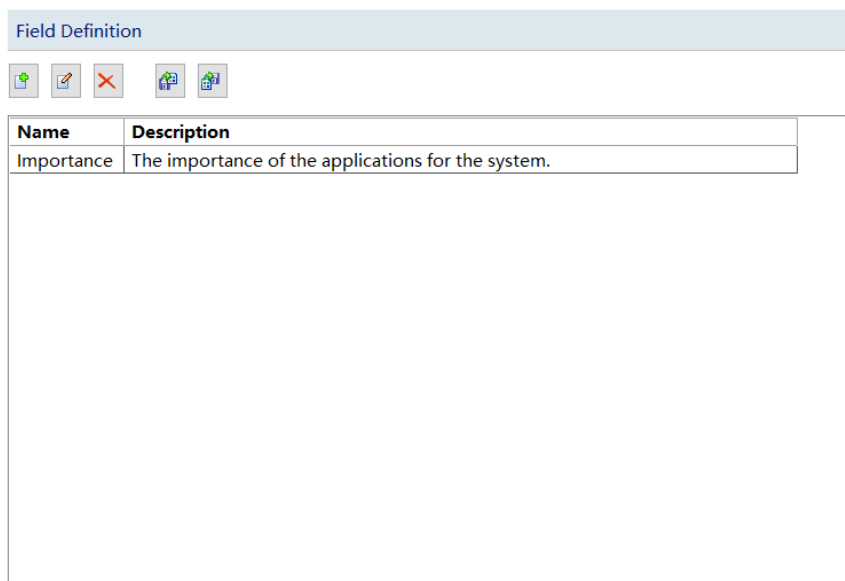 Field Definition
Name Description
Importance The importance of the applications for the system.